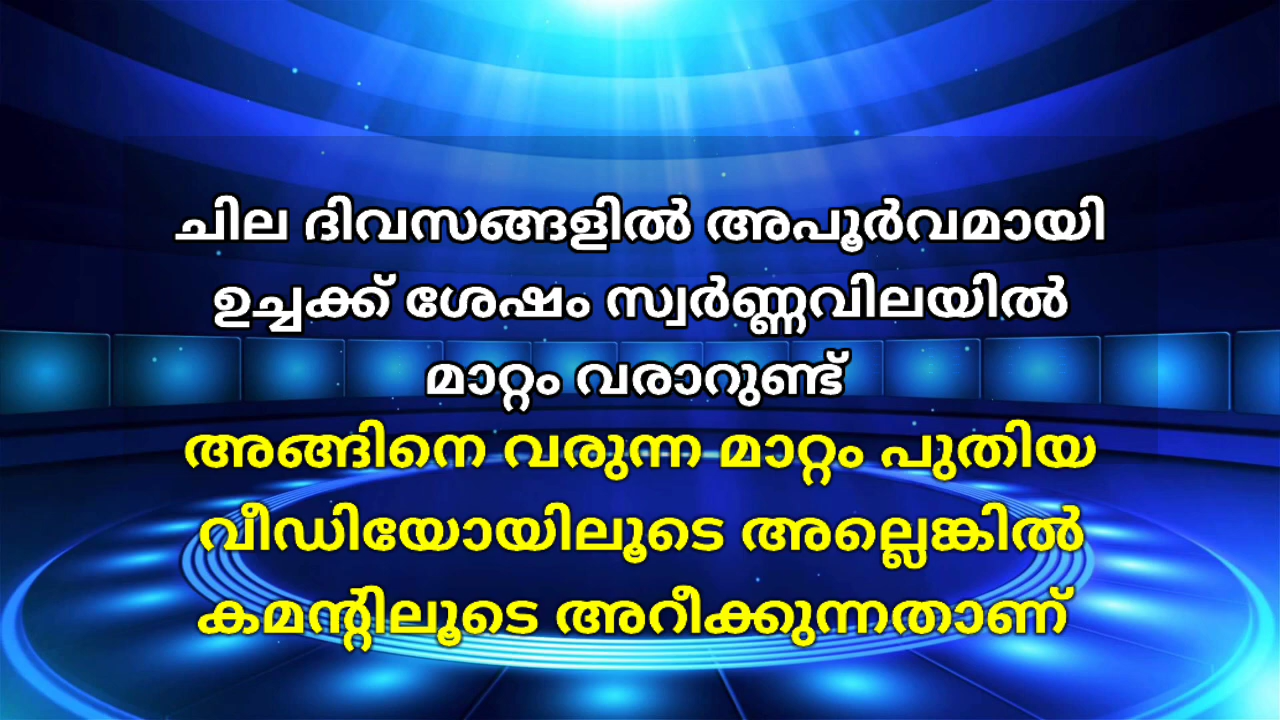 ചില ദിവസങ്ങളിൽ അപൂർവമായി
ഉച്ചക്ക് ശേഷം സ്വർണ്ണവിലയിൽ
മാറ്റം വരാറുണ്ട്
അങ്ങിനെ വരുന്ന മാറ്റം പുതിയ
വീഡിയോയിലൂടെ അല്ലെങ്കിൽ
കമന്റിലൂടെ അറീക്കുന്നതാണ്